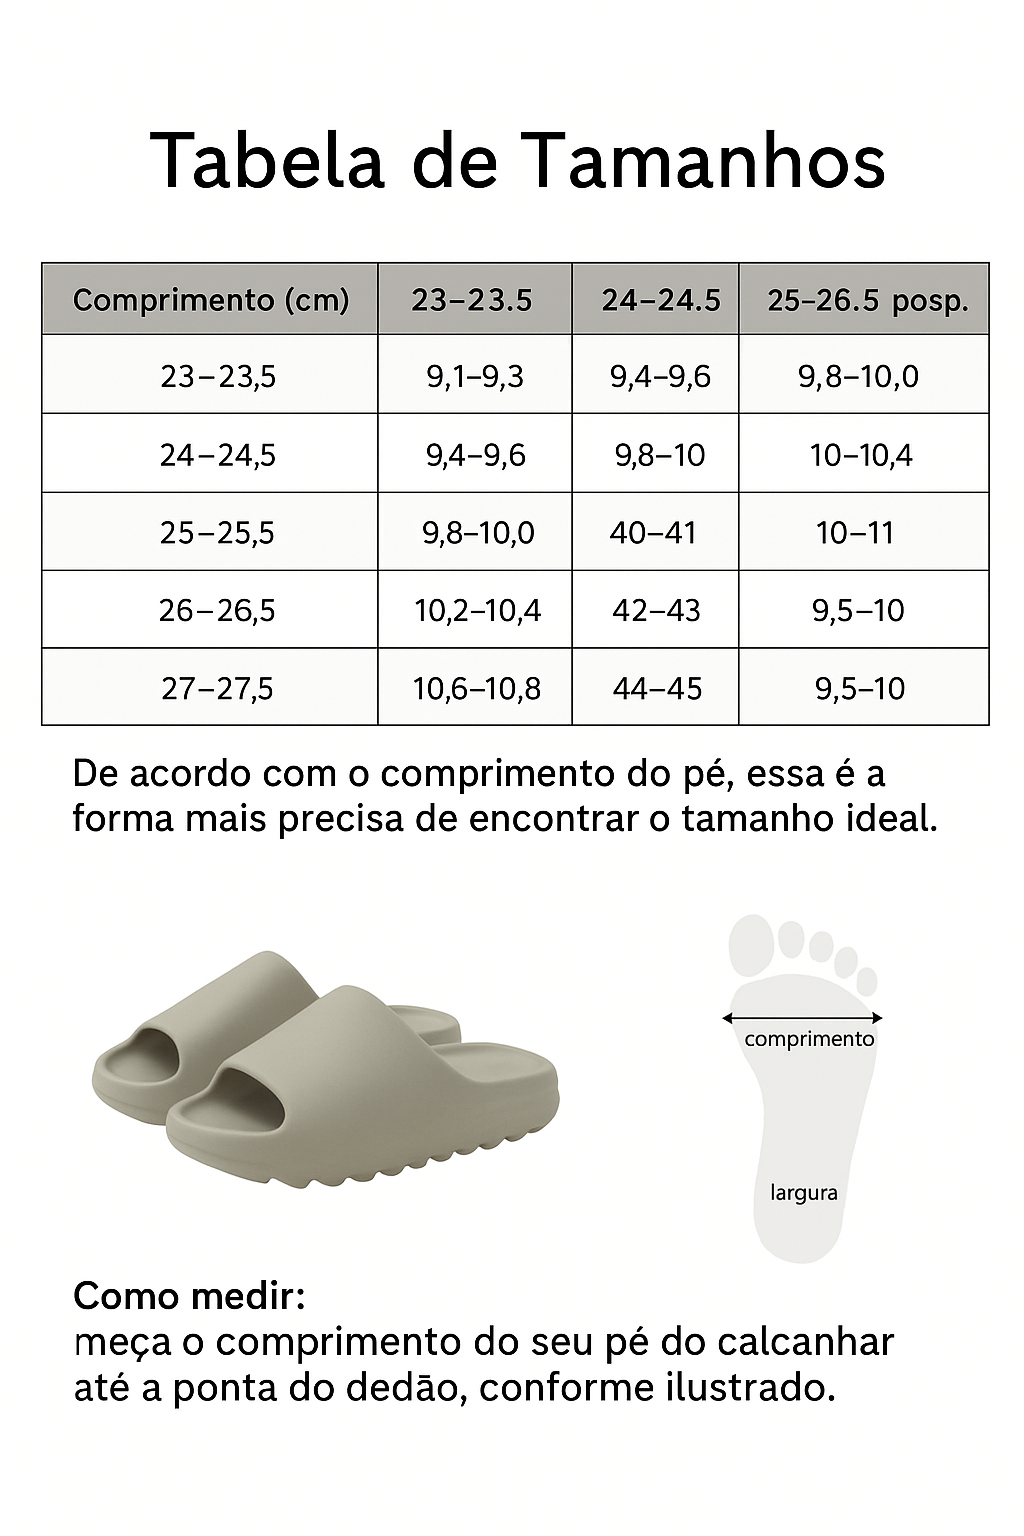 Tabela de Tamanhos
Comprimento (cm) 23–23.5 24–24.5 25–26.5 posp.
23–23,5 9,1–9,3 9,4–9,6 9,8–10,0
24–24,5 9,4–9,6 9,8–10 10–10,4
25–25,5 9,8–10,0 40–41 10–11
26–26,5 10,2–10,4 42–43 9,5–10
27–27,5 10,6–10,8 44–45 9,5–10
De acordo com o comprimento do pé, essa é a
forma mais precisa de encontrar o tamanho ideal.
comprimento
largura
Como medir:
meça o comprimento do seu pé do calcanhar
até a ponta do dedão, conforme ilustrado.